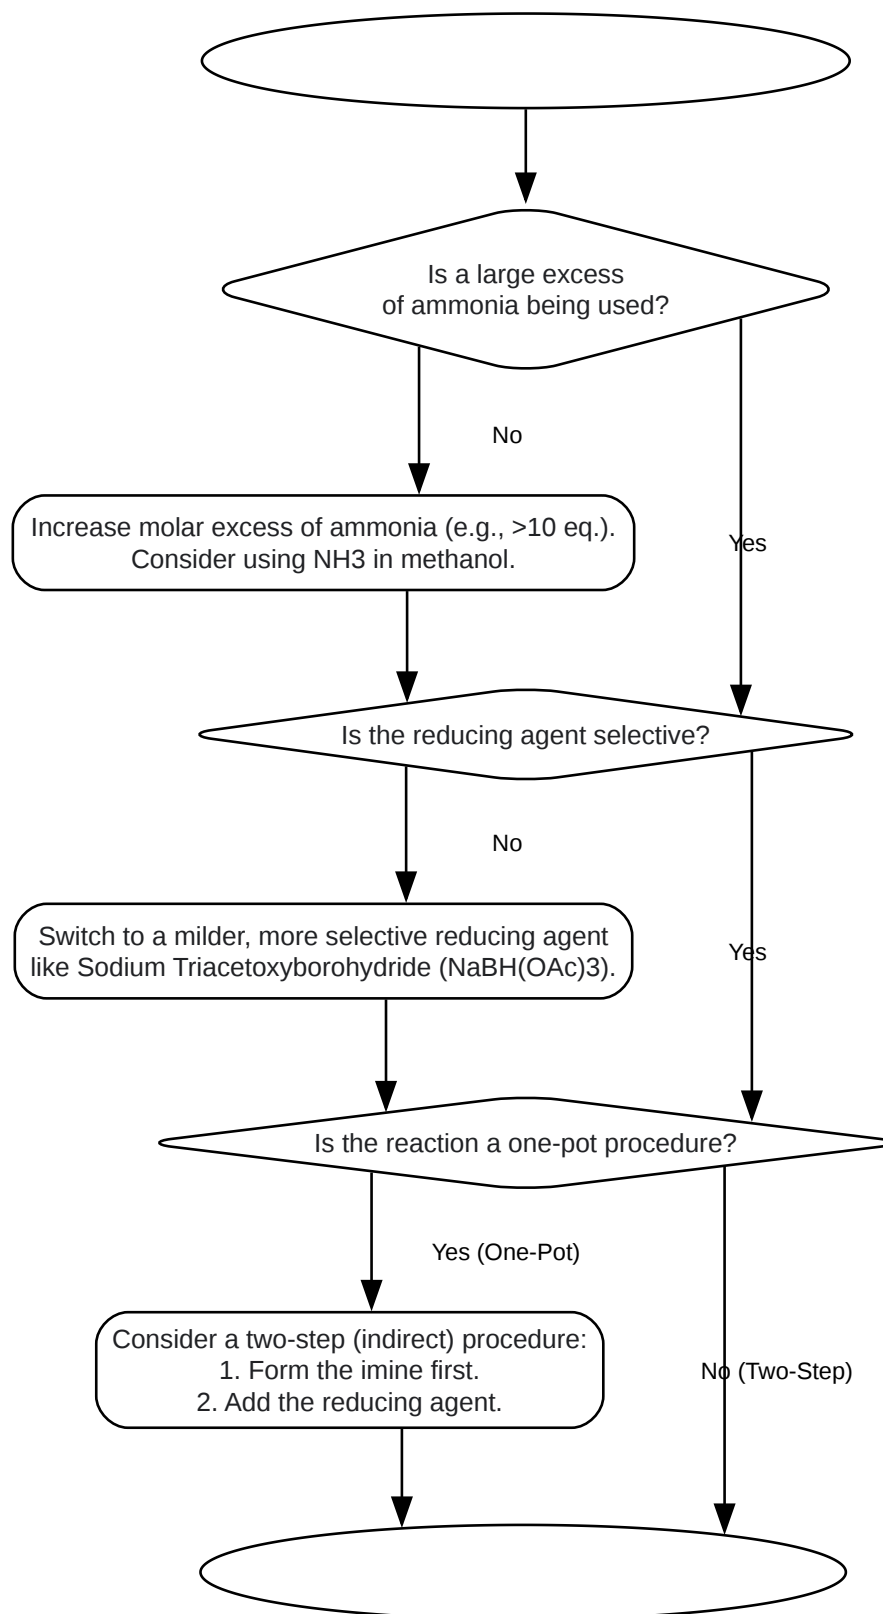 Is a large excess
of ammonia being used?
No
Increase molar excess of ammonia (e.g., >10 eq.).
Consider using NH3 in methanol.
Yes
Is the reducing agent selective?
No
Switch to a milder, more selective reducing agent
like Sodium Triacetoxyborohydride (NaBH(OAc)3).
Yes
Is the reaction a one-pot procedure?
Yes (One-Pot)
Consider a two-step (indirect) procedure:
1. Form the imine first.
2. Add the reducing agent.
No (Two-Step)